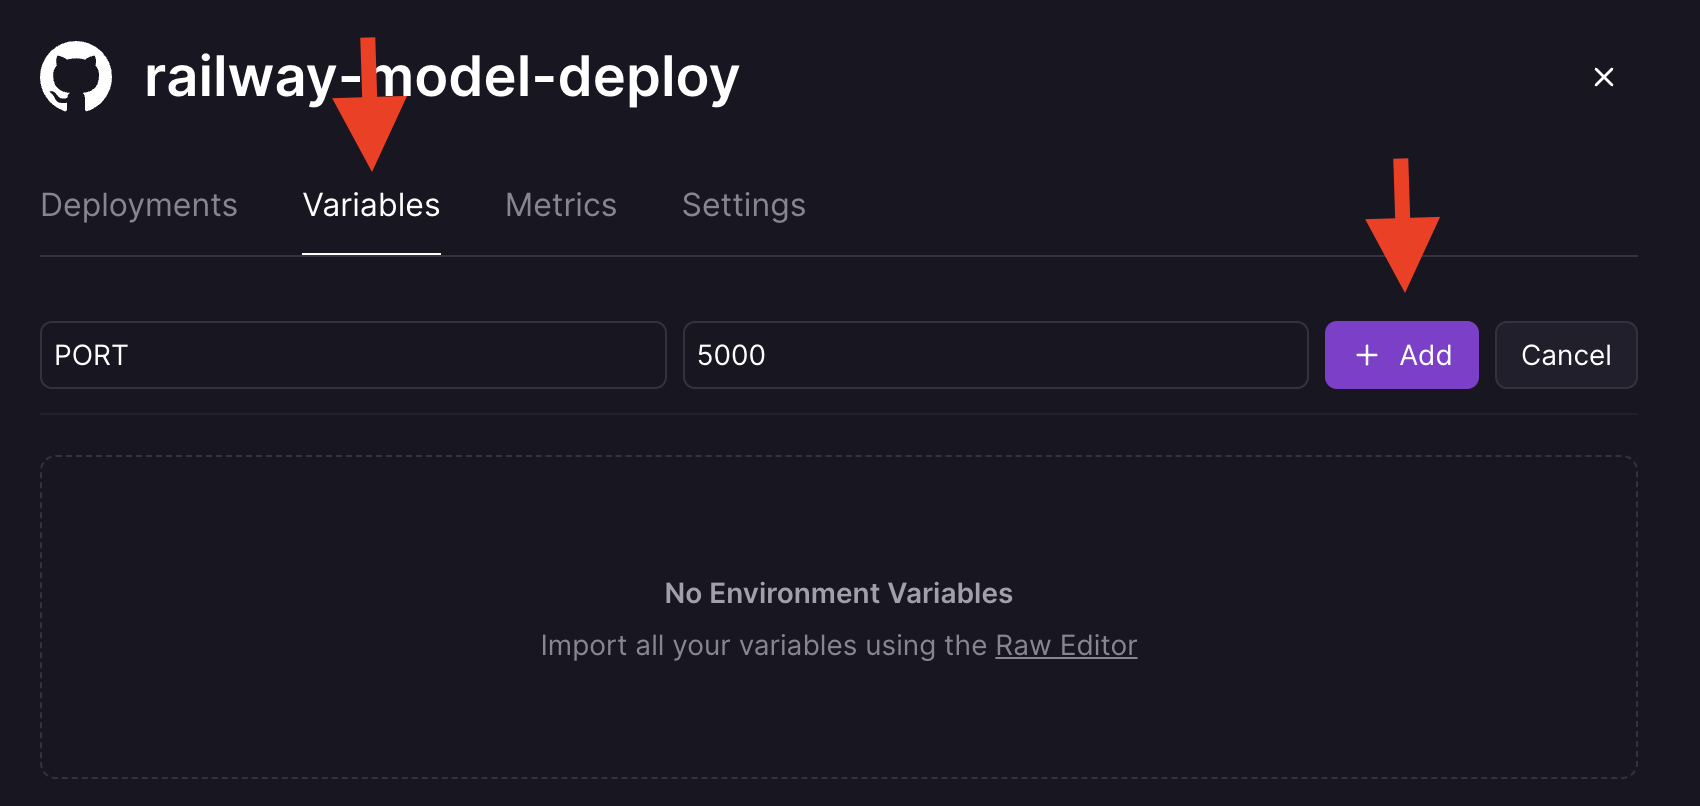 railway-model-deploy
Deployments Variables Metrics Settings
PORT 5000 + Add Cancel
No Environment Variables
Import all your variables using the Raw Editor